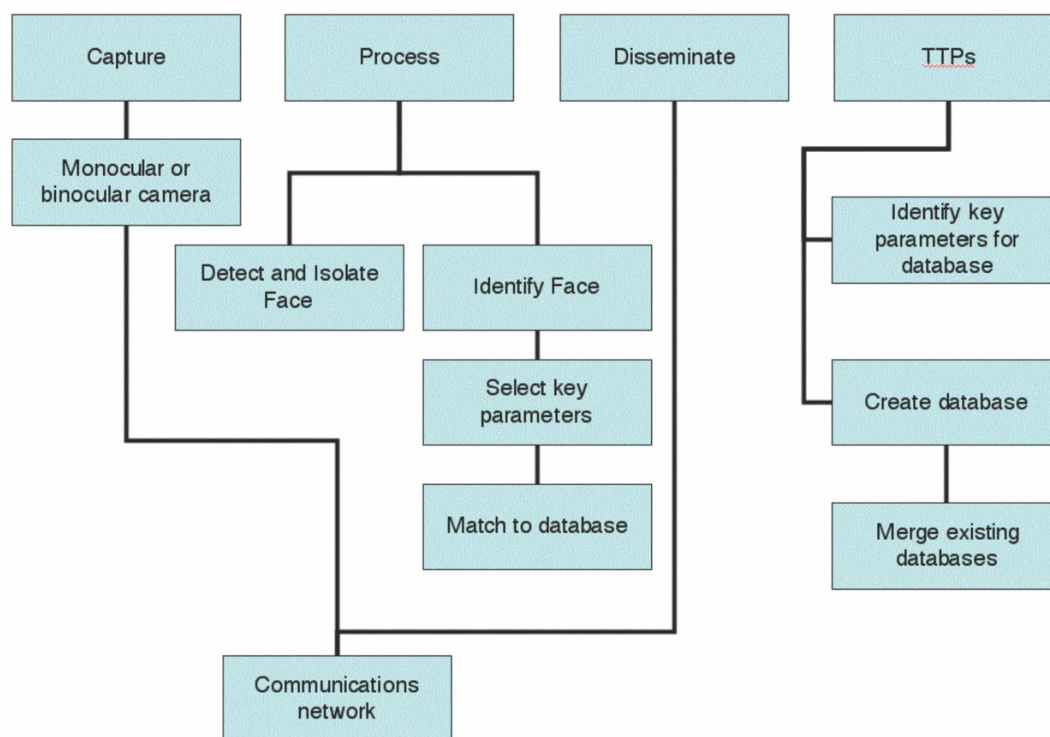 Capture
Process
Disseminate
TTPs
Monocular or
binocular camera
Identify key
parameters for
database
Detect and Isolate
Face
Identify Face
Select key
parameters
Create database
Match to database
Merge existing
databases
Communications
network